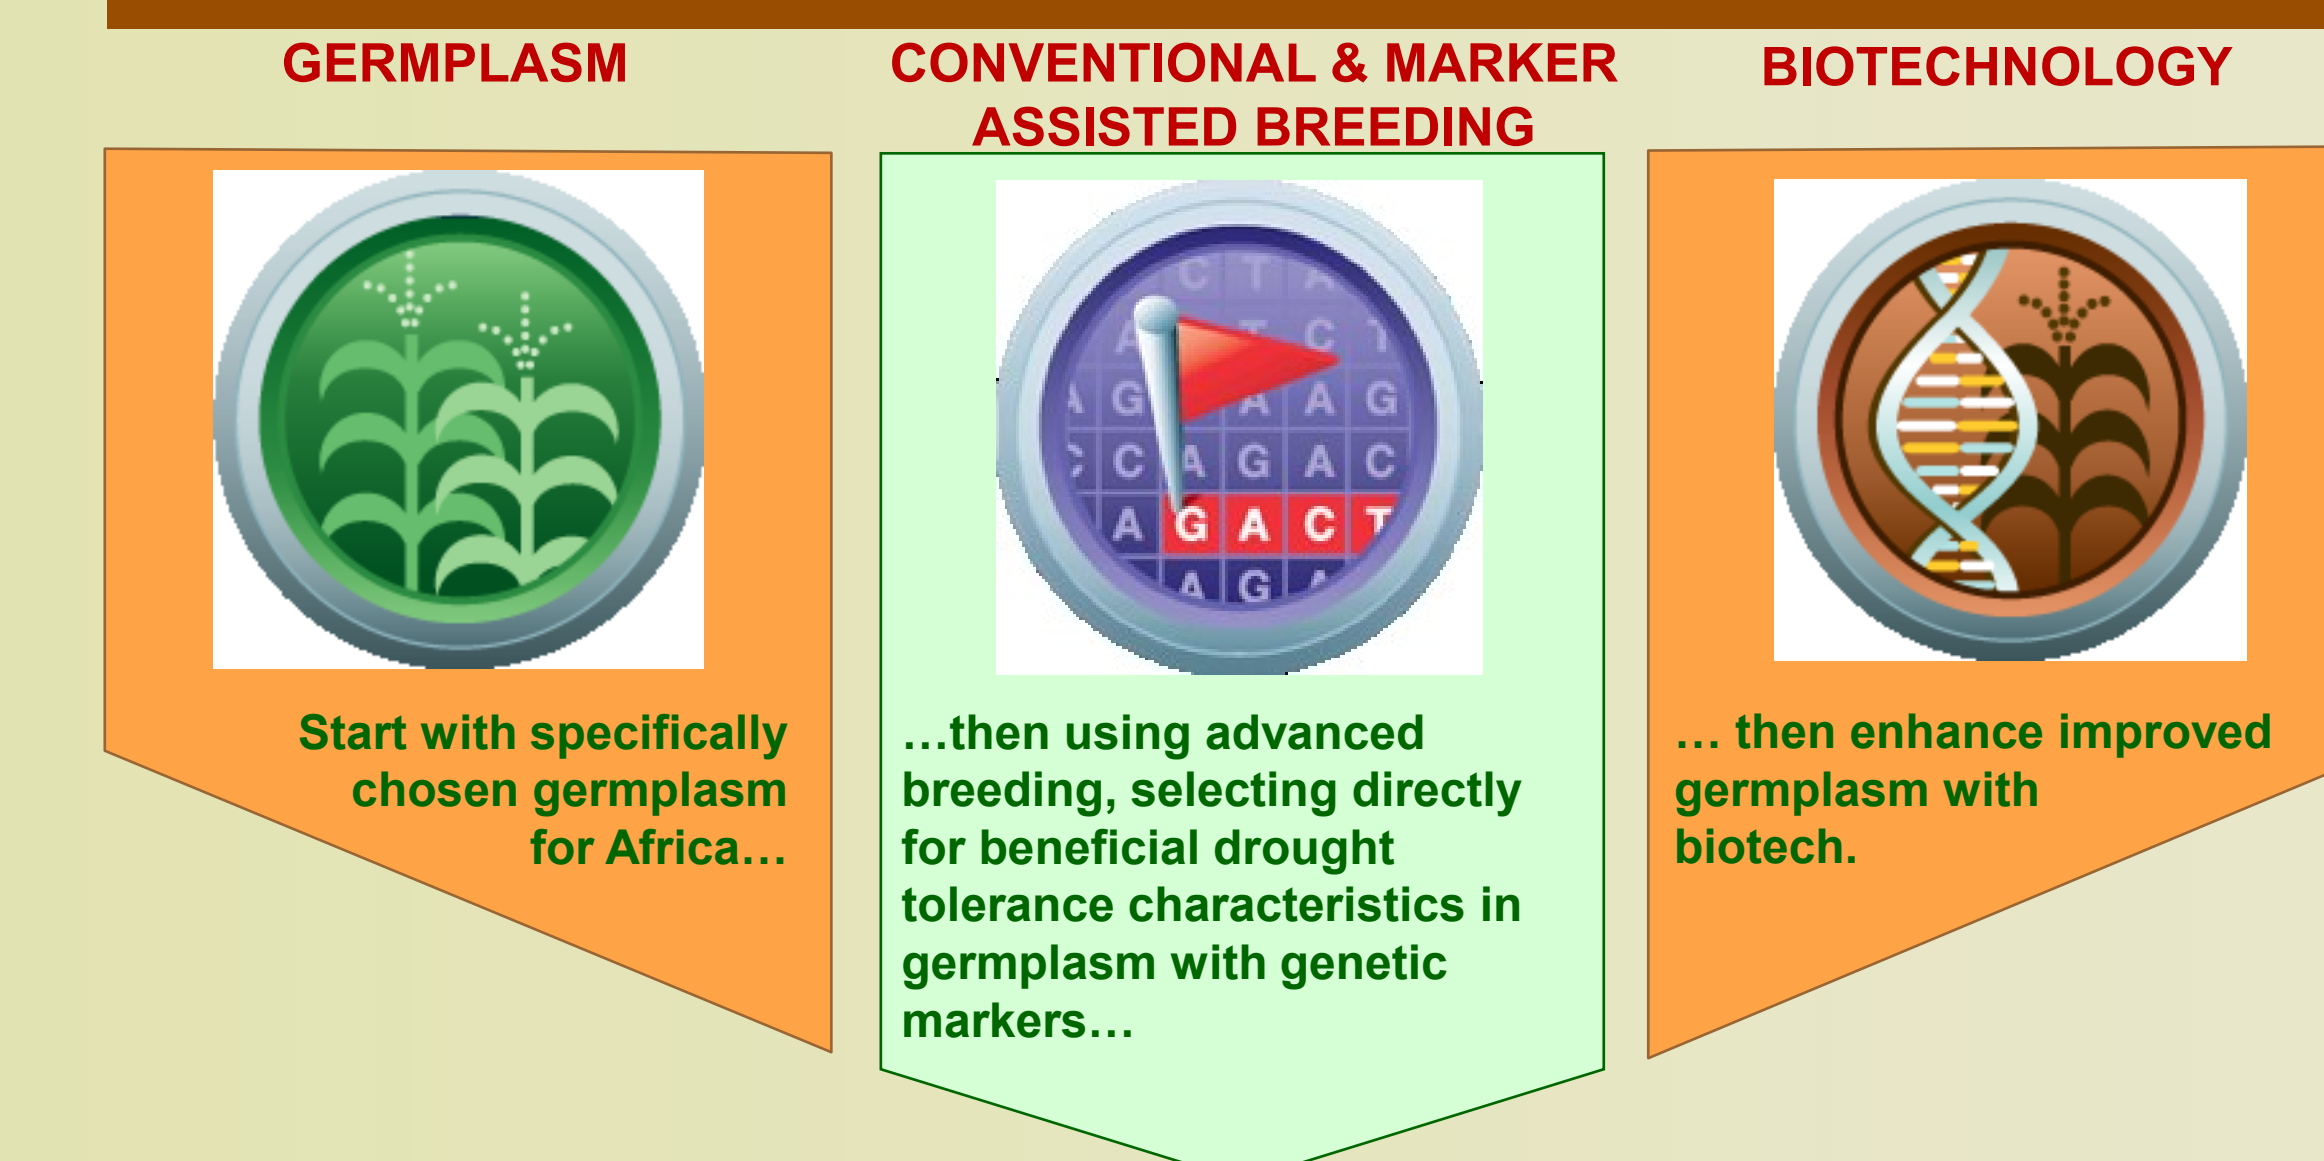 GERMPLASM
Start with specifically
chosen germplasm
for Africa…
CONVENTIONAL & MARKER
ASSISTED BREEDING
C T A
A T C T
A G A A G
C C A G A C
A G A C T
A G A
…then using advanced
breeding, selecting directly
for beneficial drought
tolerance characteristics in
germplasm with genetic
markers…
BIOTECHNOLOGY
… then enhance improved
germplasm with
biotech.